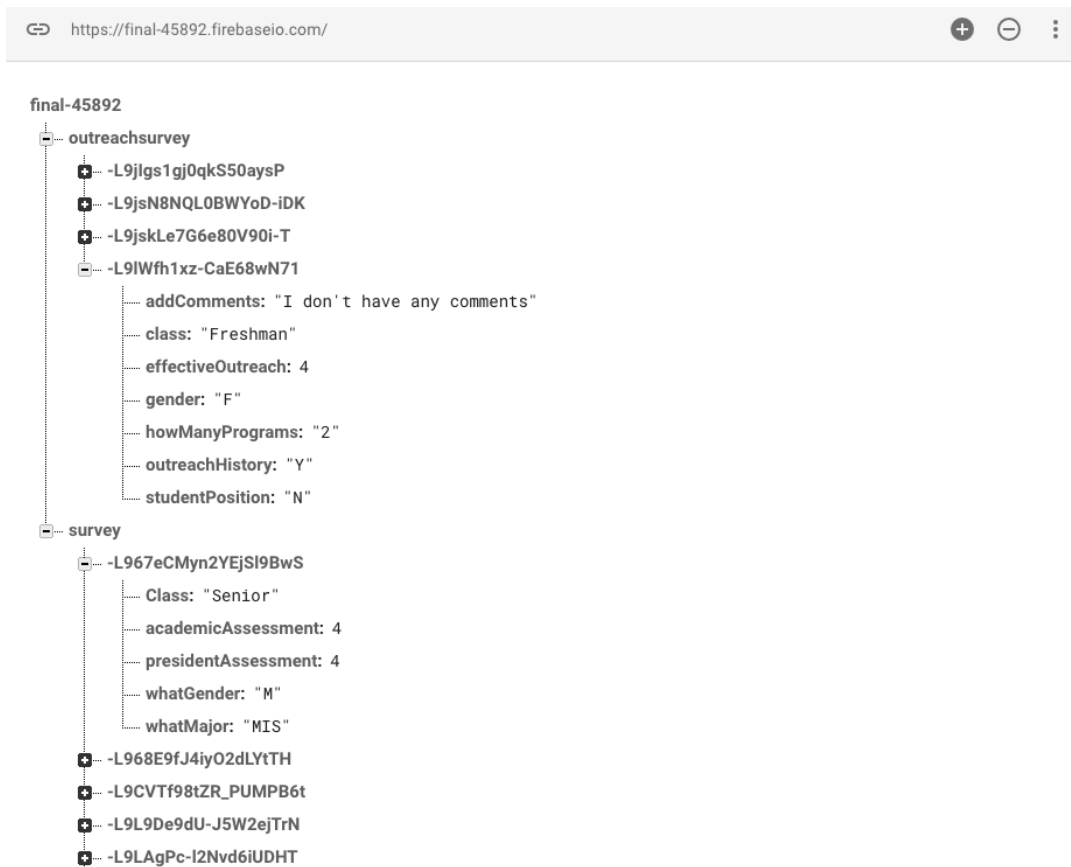 https://final-45892.firebaseio.com/
final-45892
outreachsurvey
-L9jIgs1gj0qkS50aysP
-L9jsN8NQL0BWYoD-iDK
-L9jskLe7G6e80V90i-T
-L9lWfh1xz-CaE68wN71
addComments: "I don't have any comments"
class: "Freshman"
effectiveOutreach: 4
gender: "F"
howManyPrograms: "2"
outreachHistory: "Y"
studentPosition: "N"
survey
-L967eCMyn2YEjSl9BwS
Class: "Senior"
academicAssessment: 4
presidentAssessment: 4
whatGender: "M"
whatMajor: "MIS"
-L968E9fJ4iyO2dLYtTH
-L9CVTf98tZR_PUMPB6t
-L9L9De9dU-J5W2ejTrN
-L9LAgPc-l2Nvd6iUDHT